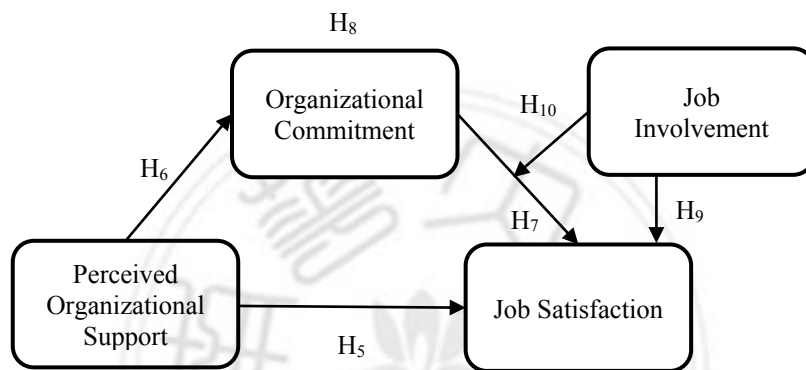 H₈
Organizational
Commitment
H₁₀
Job
Involvement
H₆
H₇
H₉
Perceived
Organizational
Support
Job Satisfaction
H₅